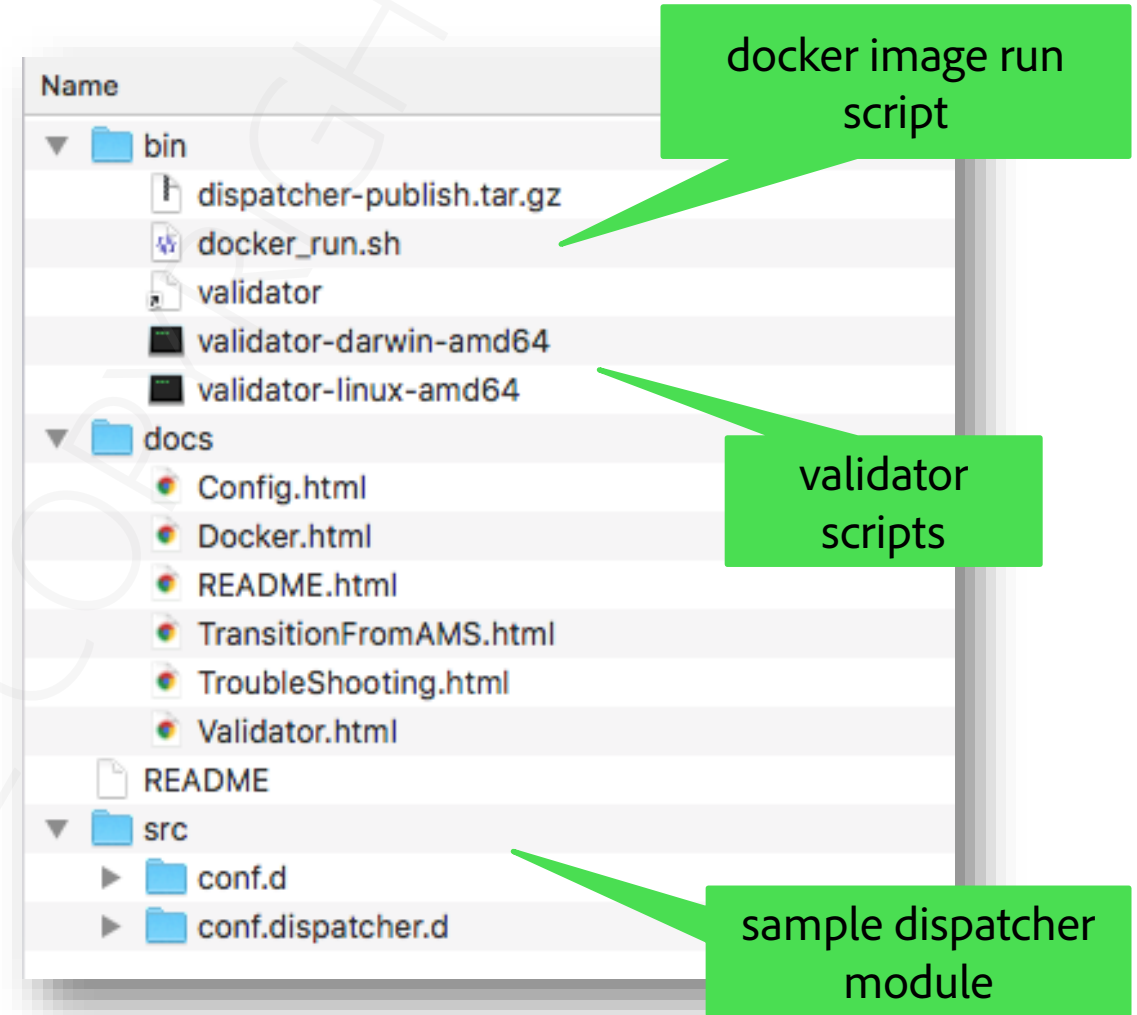 docker image run
script
Name
bin
dispatcher-publish.tar.gz
docker_run.sh
validator
validator-darwin-amd64
validator-linux-amd64
validator
scripts
docs
Config.html
Docker.html
README.html
TransitionFromAMS.html
TroubleShooting.html
Validator.html
README
src
conf.d
conf.dispatcher.d
sample dispatcher
module